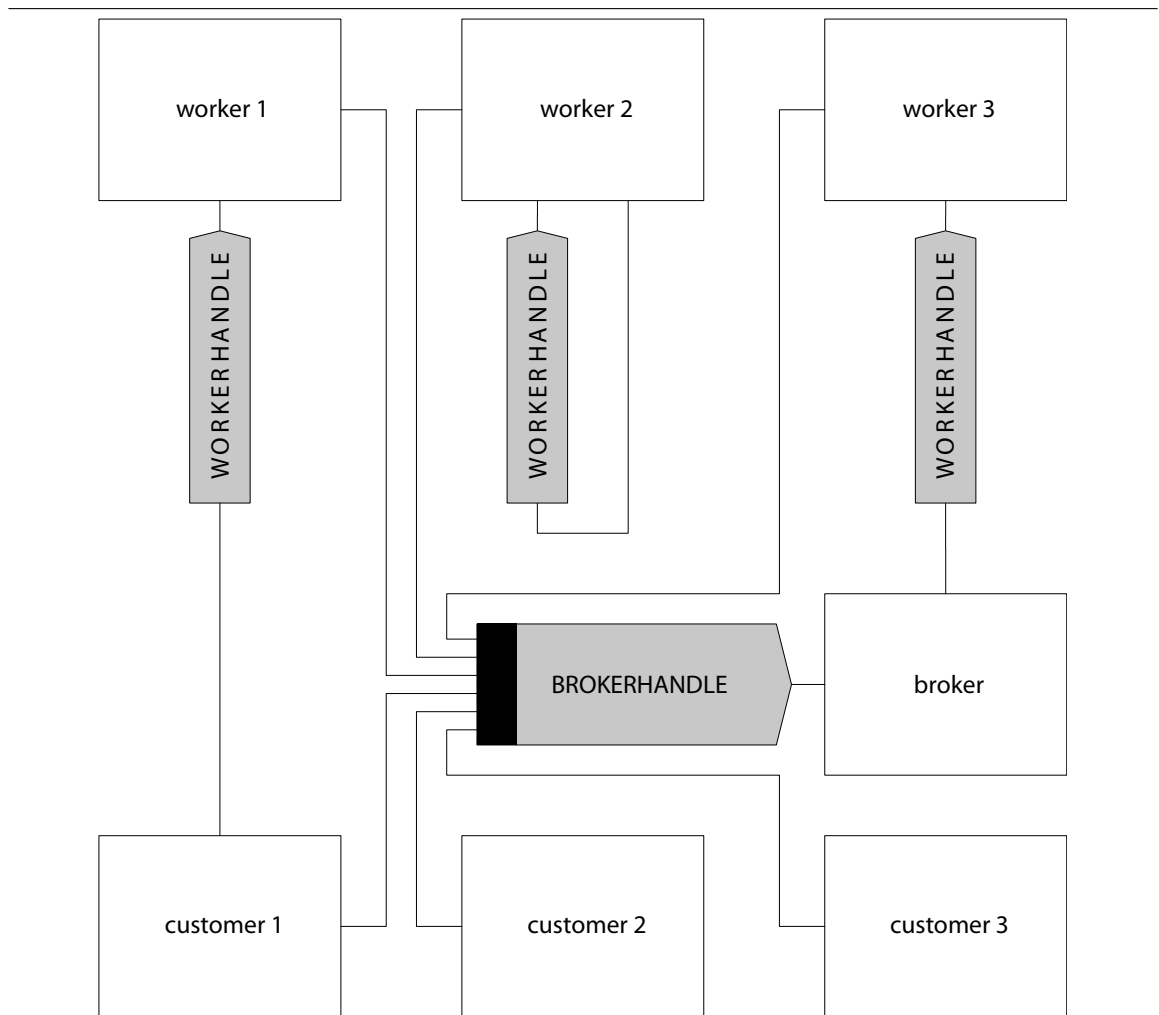 worker 1
worker 2
worker 3
WORKERHANDLE
WORKERHANDLE
WORKERHANDLE
BROKERHANDLE
broker
customer 1
customer 2
customer 3